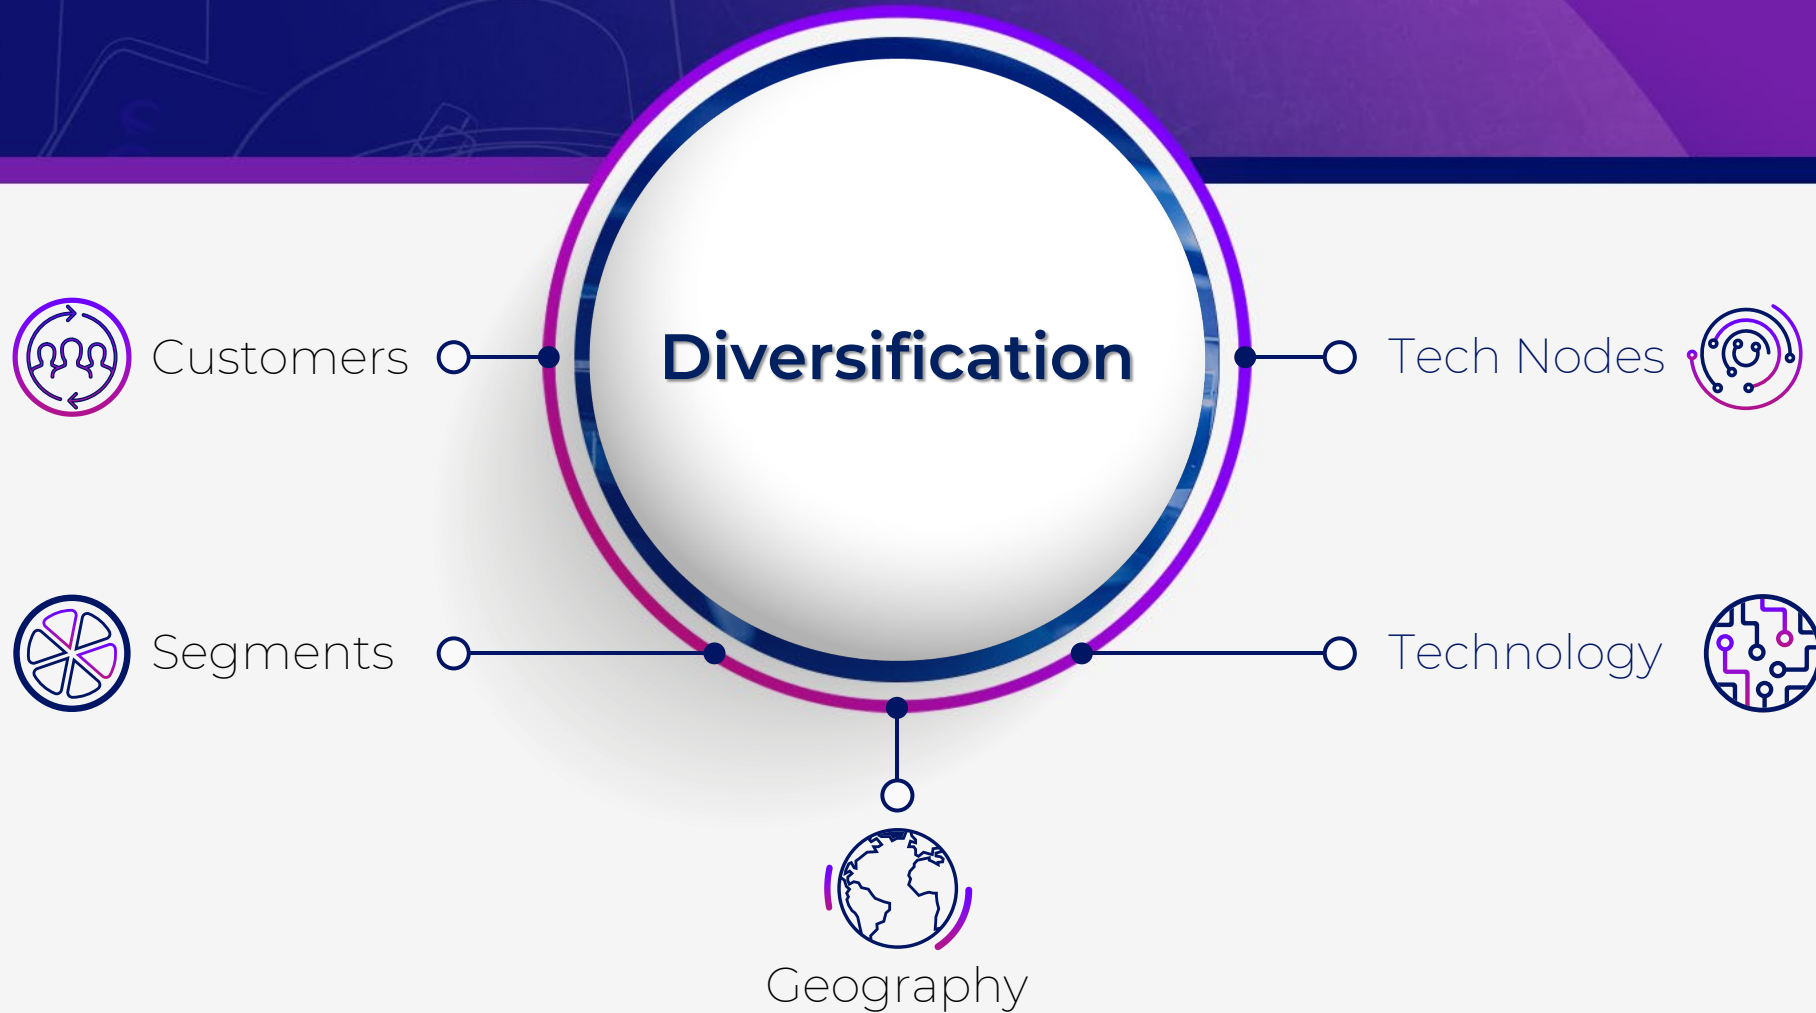 Diversification
Customers
Tech Nodes
Segments
Technology
Geography